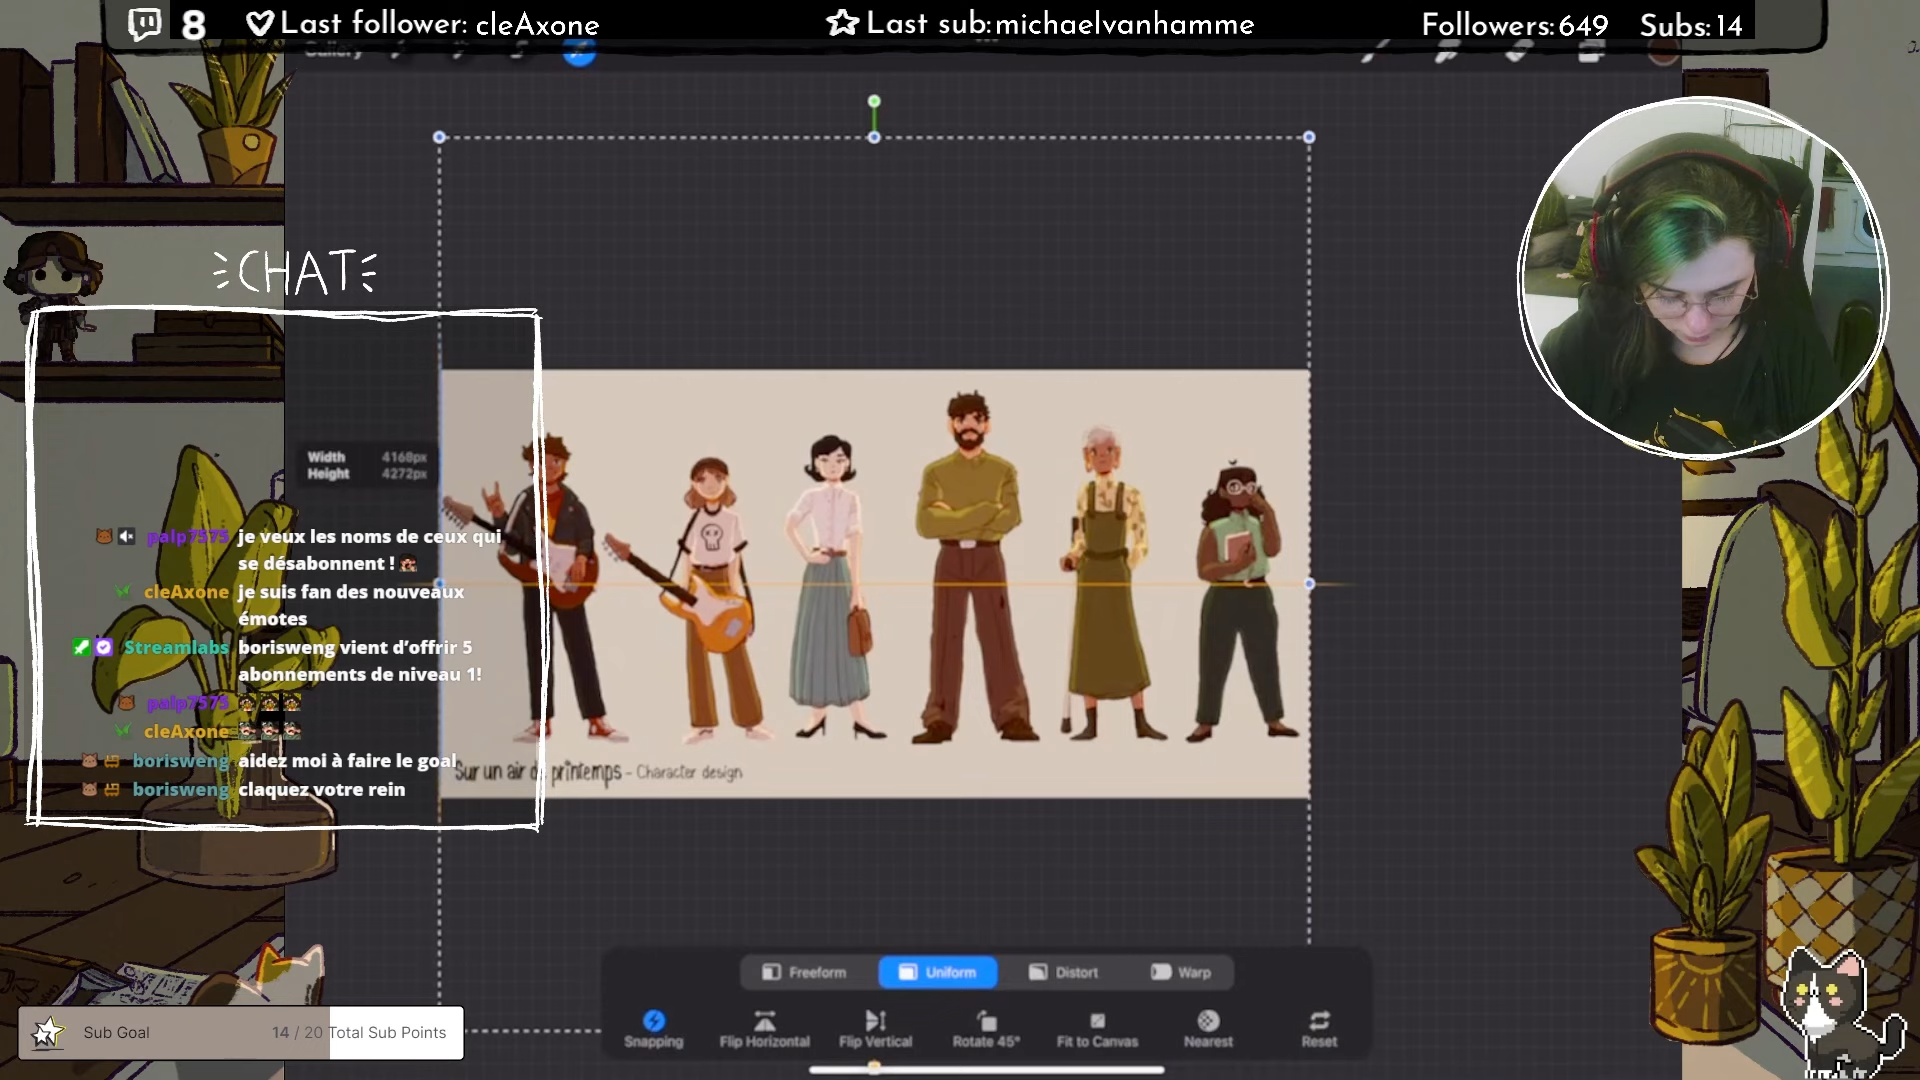 8 Last follower: cleAxone Last sub: michaelvanhamme Followers: 649 Subs: 14
Gallery
CHAT
Width 4168px
Height 4272px
palp7575 je veux les noms de ceux qui
se désabonnent !
cleAxone je suis fan des nouveaux
émotes
Streamlabs borisweng vient d'offrir 5
abonnements de niveau 1!
palp7575
cleAxone
borisweng aidez moi à faire le goal
borisweng claquez votre rein
Sur un air de printemps - Character design
Freeform Uniform Distort Warp
Snapping Flip Horizontal Flip Vertical Rotate 45° Fit to Canvas Nearest Reset
Sub Goal 14 / 20 Total Sub Points